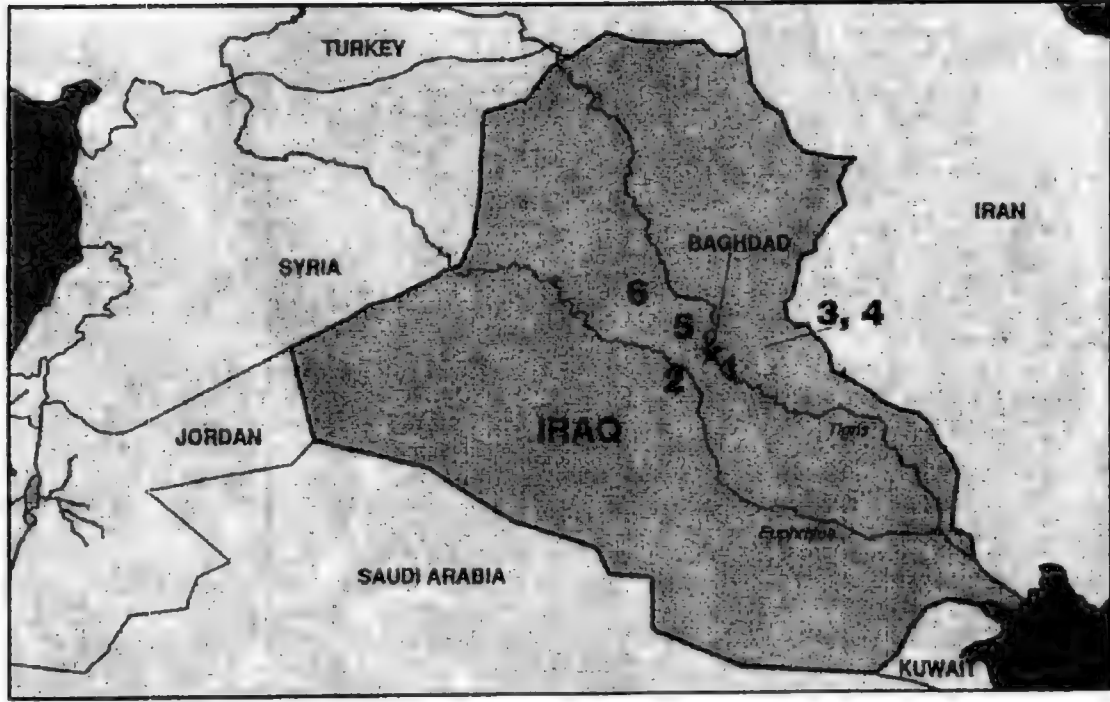 TURKEY
IRAN
BAGHDAD
SYRIA
6
3, 4
5
1
2
IRAQ
JORDAN
Tigris
Euphrates
SAUDI ARABIA
KUWAIT